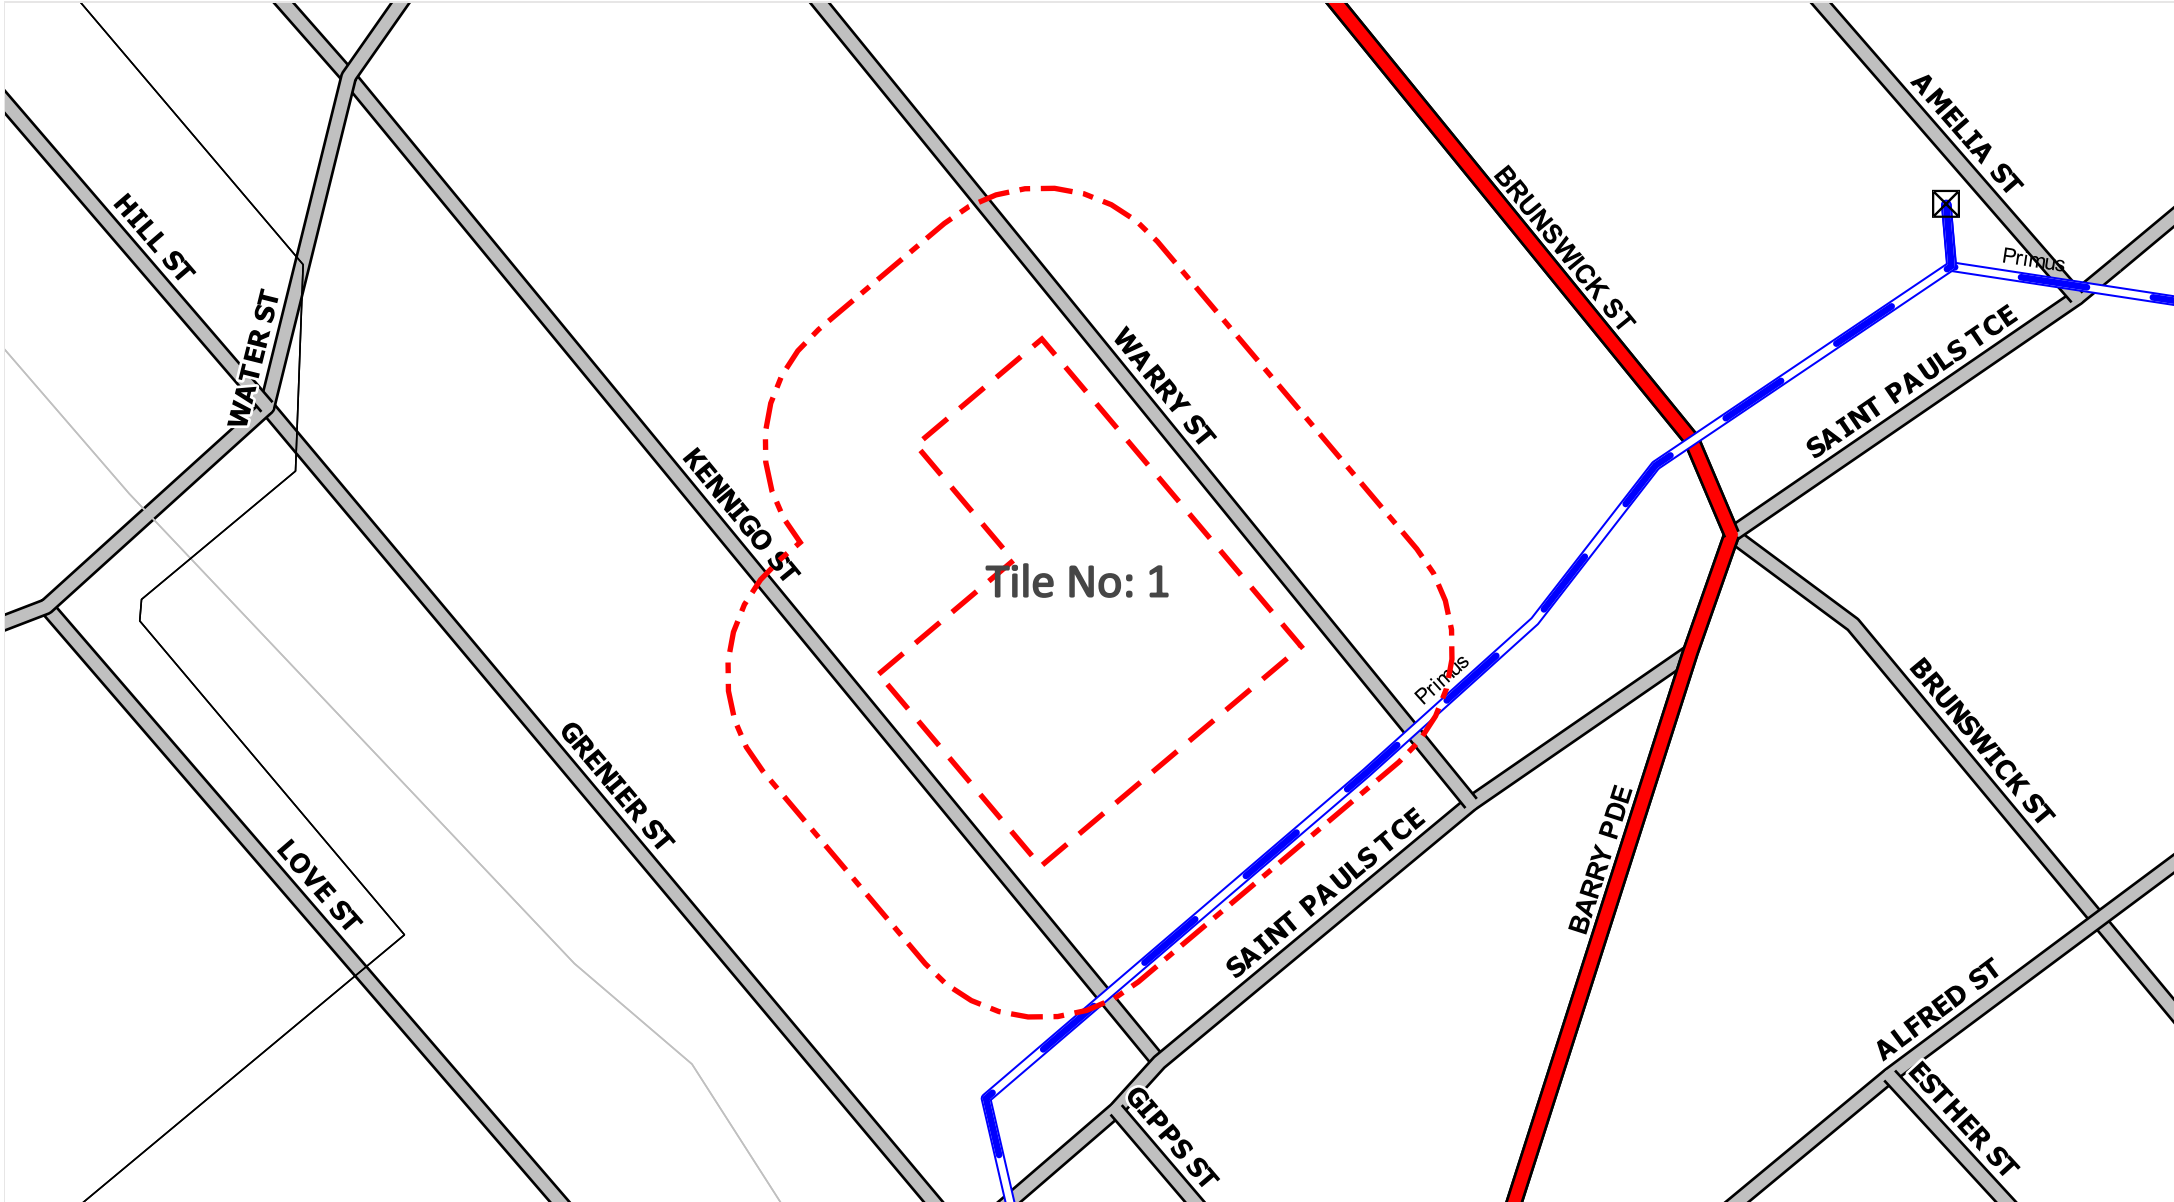 AMELIA ST
BRUNSWICK ST
HILL ST
Primus
WATER ST
SAINT PAULS TCE
WARRY ST
KENNIGO ST
Tile No: 1
Primus
BRUNSWICK ST
GRENIER ST
BARRY PDE
SAINT PAULS TCE
LOVE ST
ALFRED ST
GIPPS ST
ESTHER ST